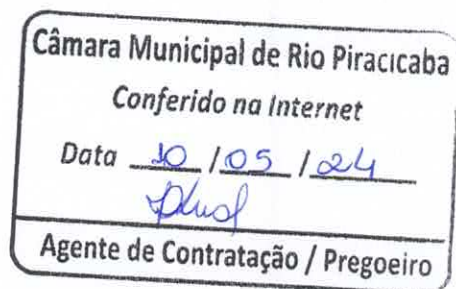 Câmara Municipal de Rio Piracicaba
Conferido na Internet
Data 10 / 05 / 24
Agente de Contratação / Pregoeiro